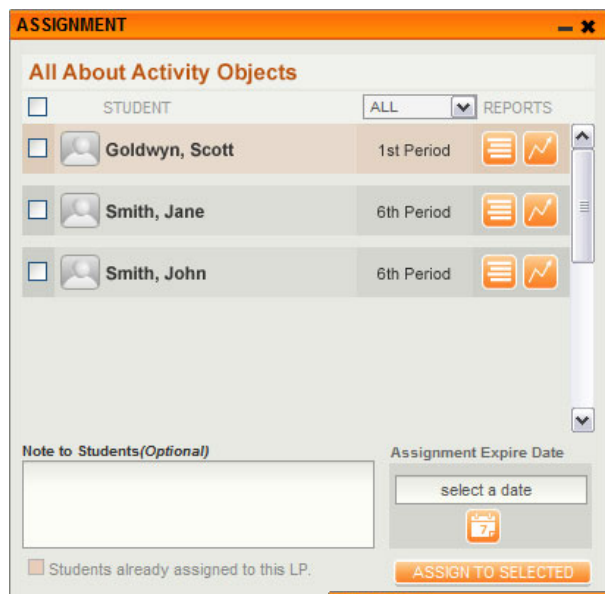 ASSIGNMENT
All About Activity Objects
STUDENT ALL REPORTS
Goldwyn, Scott 1st Period
Smith, Jane 6th Period
Smith, John 6th Period
Note to Students(Optional) Assignment Expire Date
select a date
7
Students already assigned to this LP. ASSIGN TO SELECTED